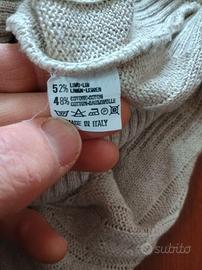 52% LINO-LIN
LINEN-LEINEN
48% COTONE-COTON
COTTON-BAUMWOLLE
MADE IN ITALY
subito